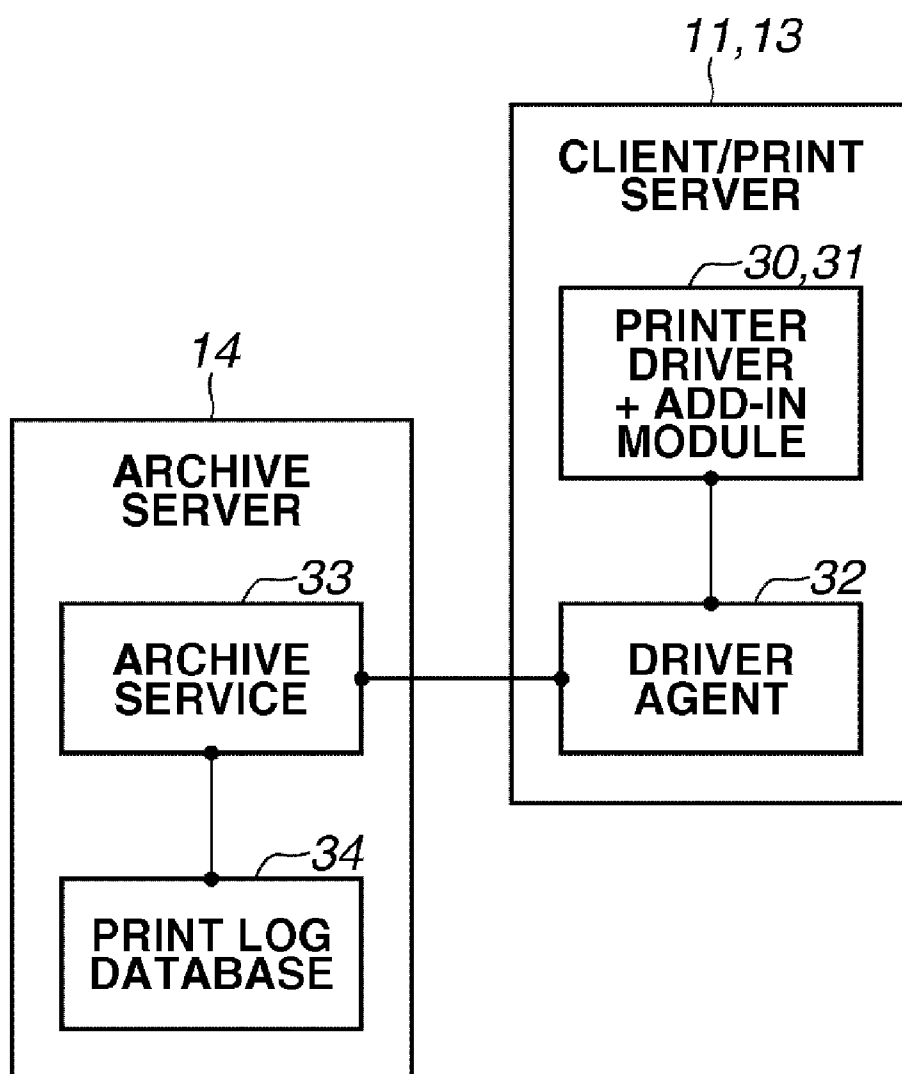 11,13
CLIENT/PRINT
SERVER
30,31
PRINTER
DRIVER
+ ADD-IN
MODULE
14
ARCHIVE
SERVER
33
ARCHIVE
SERVICE
32
DRIVER
AGENT
34
PRINT LOG
DATABASE